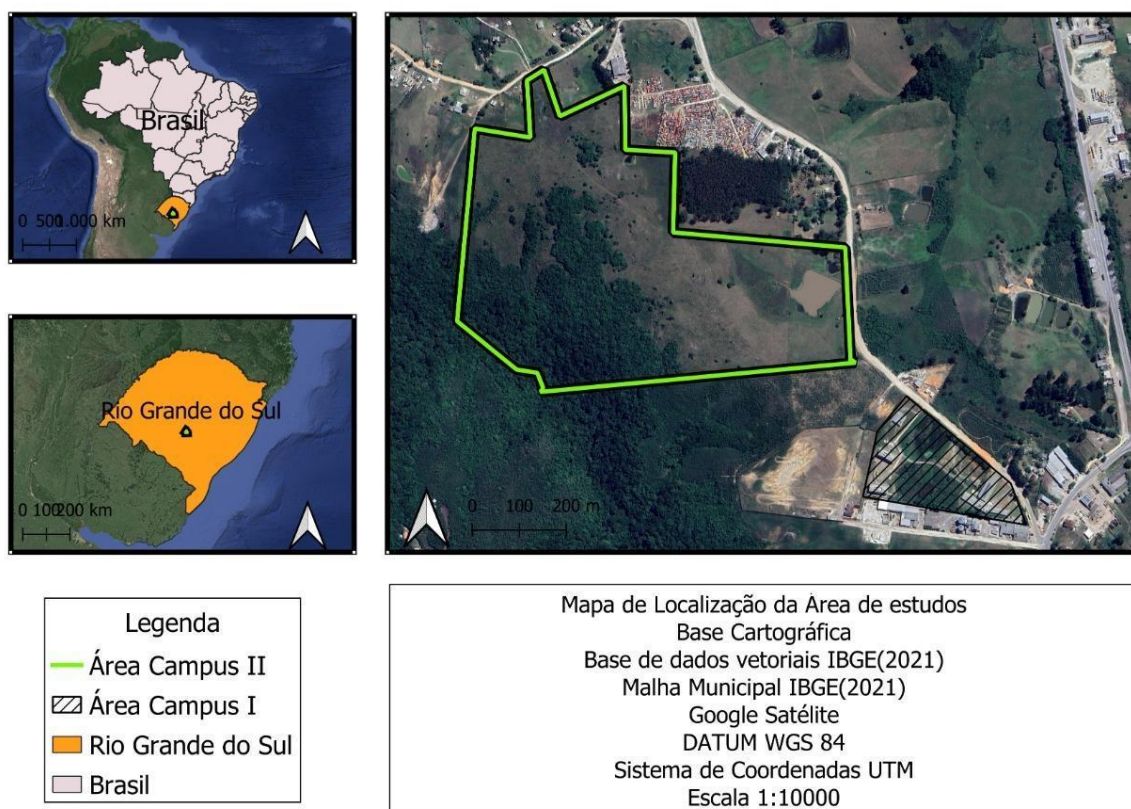 Brasil
0 500 1.000 km
Rio Grande do Sul
0 100 200 km
0 100 200 m
Legenda
Área Campus II
Área Campus I
Rio Grande do Sul
Brasil
Mapa de Localização da Área de estudos
Base Cartográfica
Base de dados vetoriais IBGE(2021)
Malha Municipal IBGE(2021)
Google Satélite
DATUM WGS 84
Sistema de Coordenadas UTM
Escala 1:10000